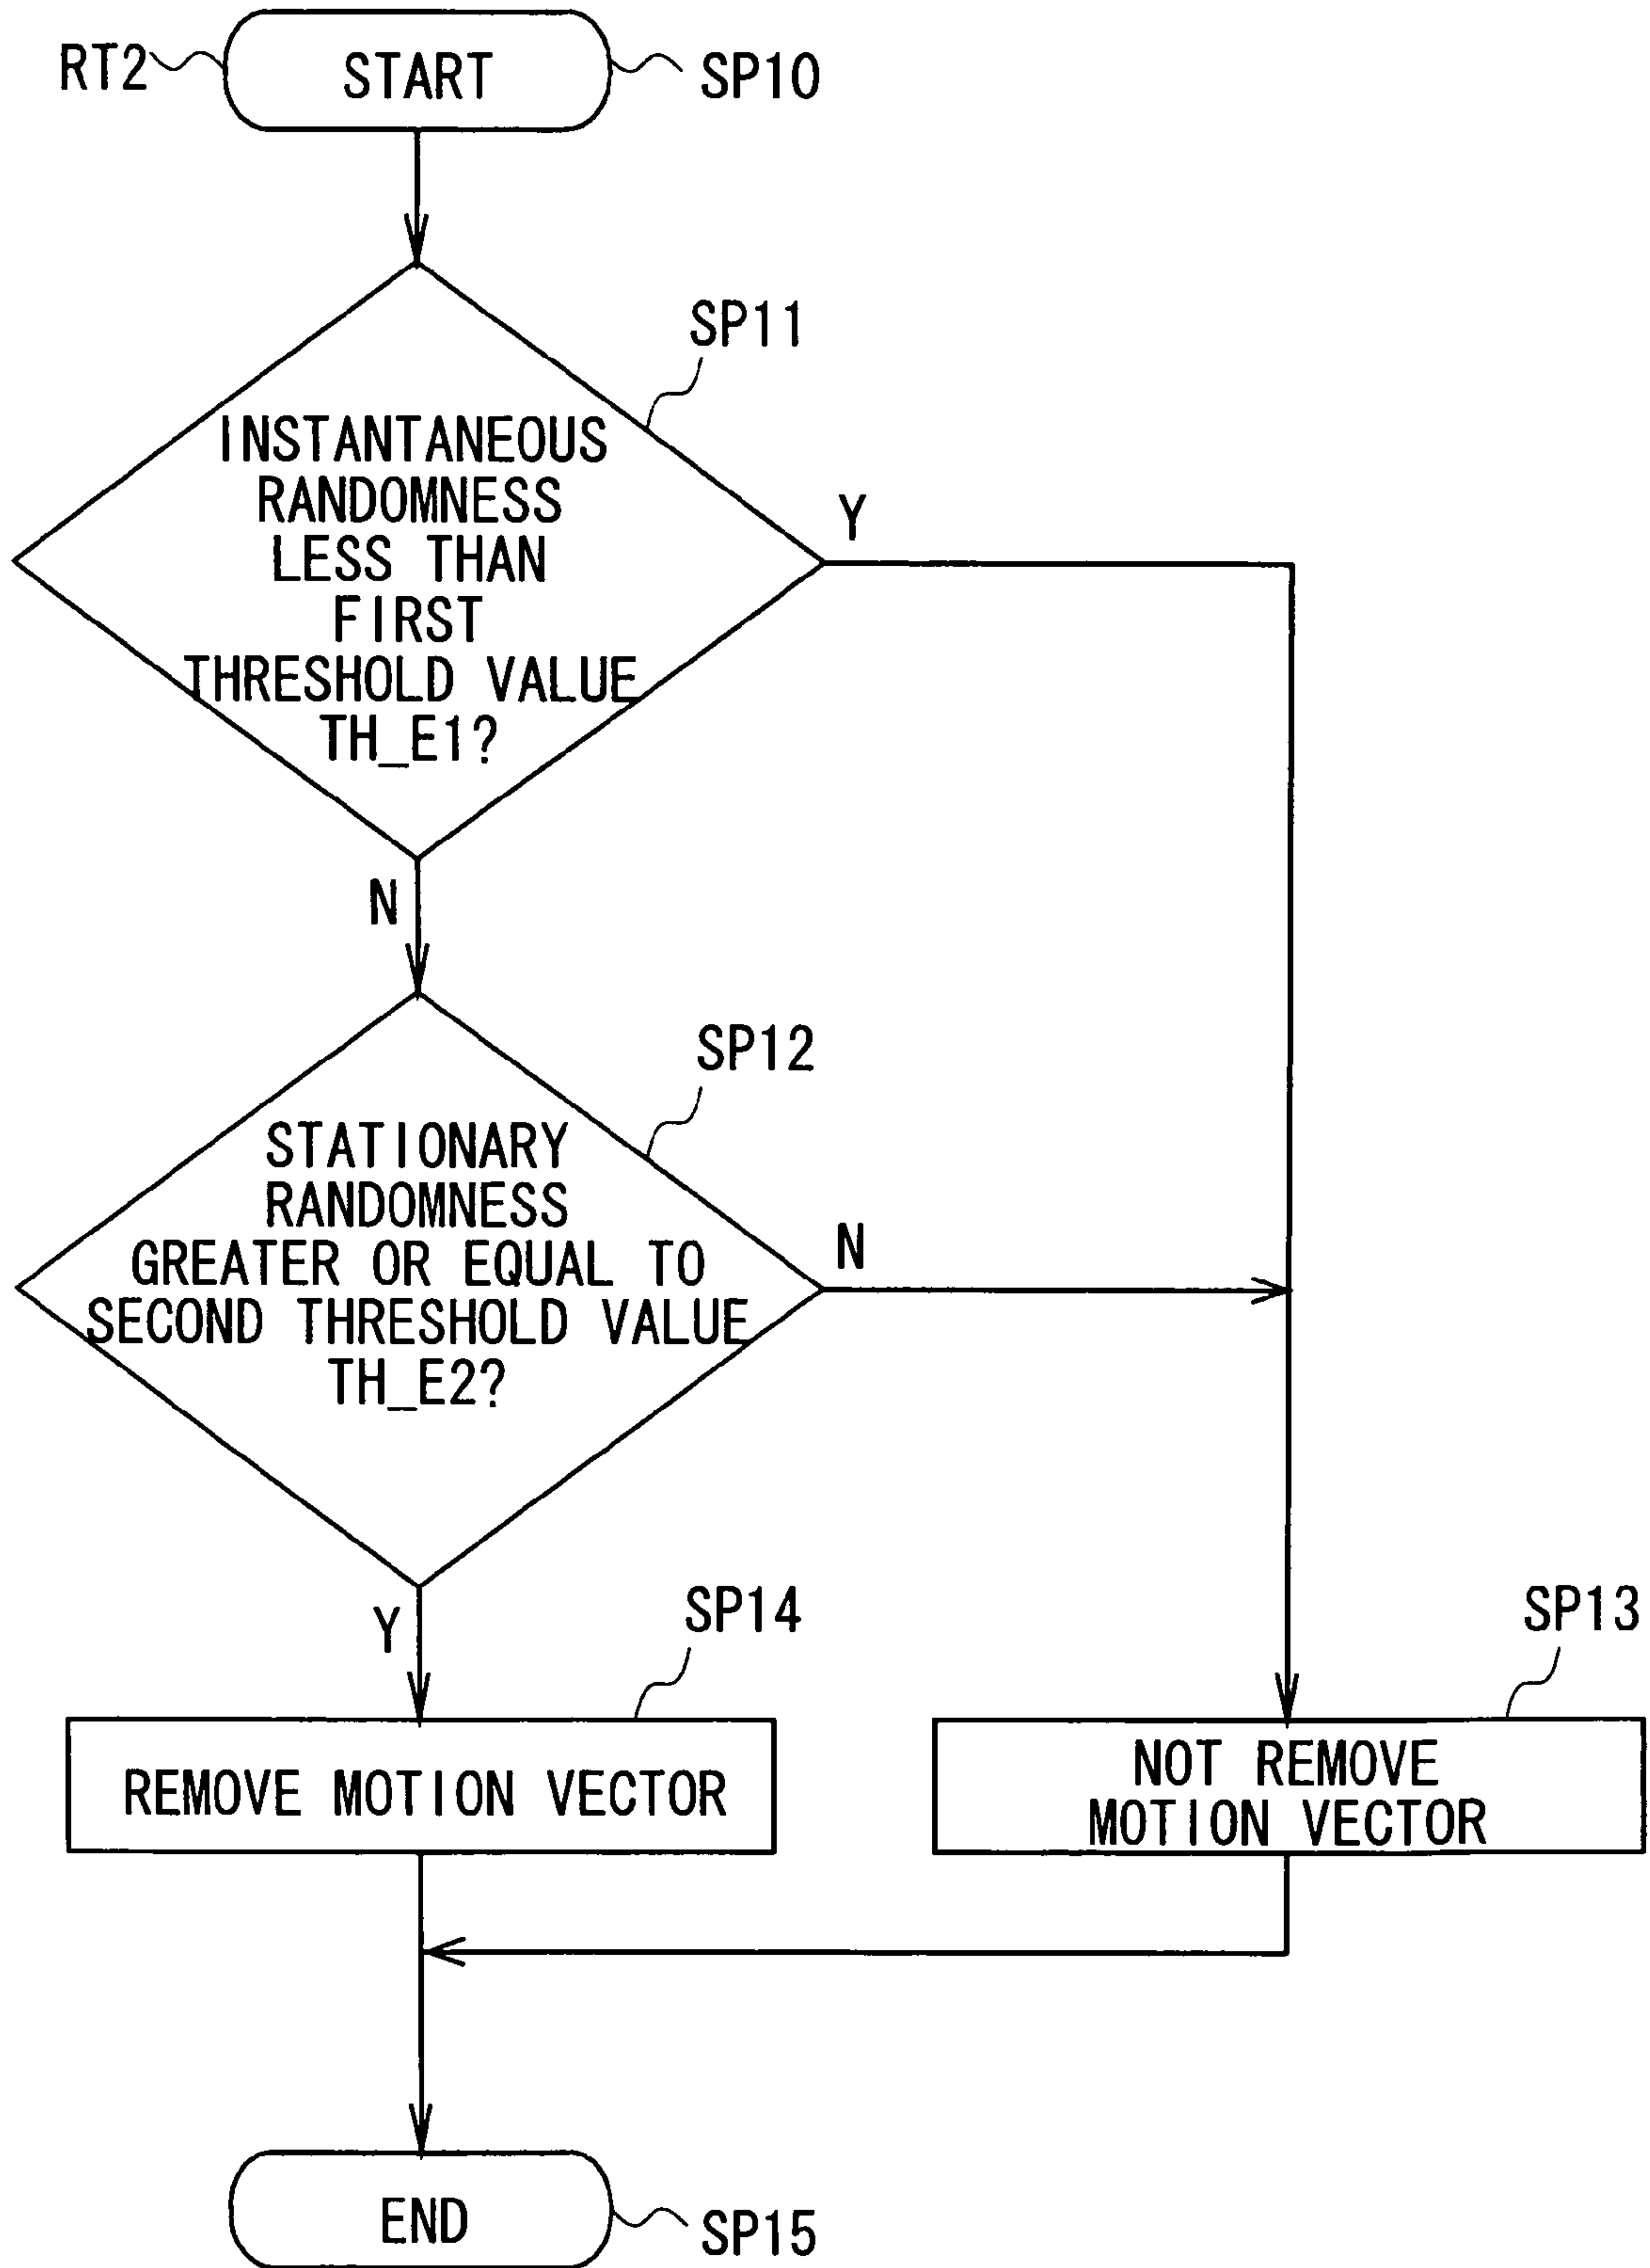 RT2
START
SP10
SP11
INSTANTANEOUS
RANDOMNESS
LESS THAN
FIRST
THRESHOLD VALUE
TH_E1?
Y
N
SP12
STATIONARY
RANDOMNESS
GREATER OR EQUAL TO
SECOND THRESHOLD VALUE
TH_E2?
N
Y
SP14
SP13
REMOVE MOTION VECTOR
NOT REMOVE
MOTION VECTOR
END
SP15